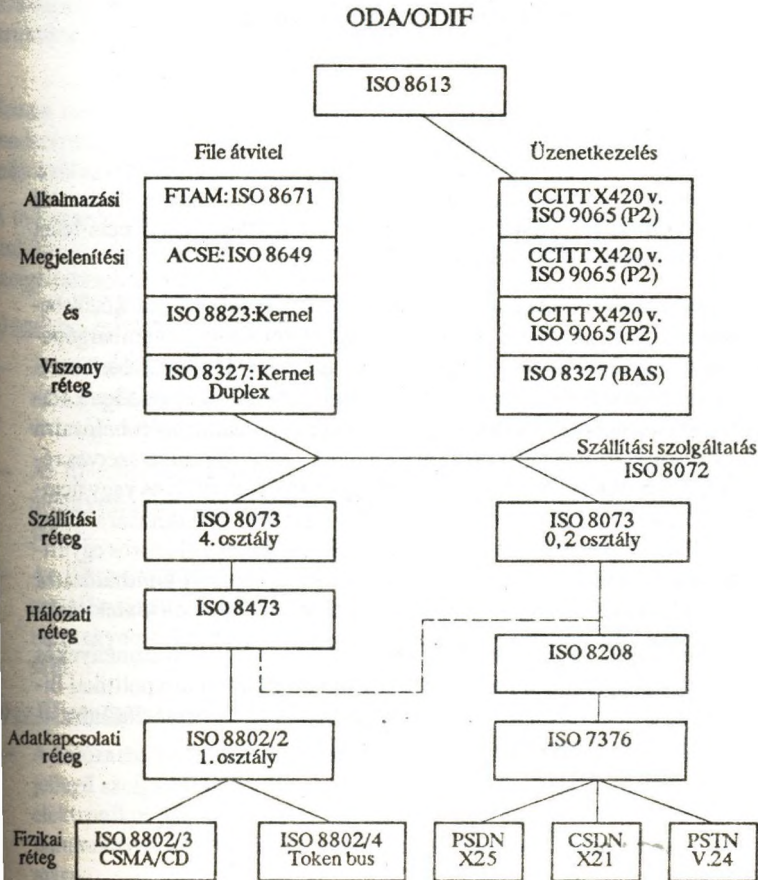 ODA/ODIF
ISO 8613
File átvitel
Üzenetkezelés
Alkalmazási
FTAM: ISO 8671
CCITT X420 v.
ISO 9065 (P2)
Megjelenítési
ACSE: ISO 8649
CCITT X420 v.
ISO 9065 (P2)
és
ISO 8823:Kernel
CCITT X420 v.
ISO 9065 (P2)
Viszony
réteg
ISO 8327: Kernel
Duplex
ISO 8327 (BAS)
Szállítási szolgáltatás
ISO 8072
Szállítási
réteg
ISO 8073
4. osztály
ISO 8073
0, 2 osztály
Hálózati
réteg
ISO 8473
ISO 8208
Adatkapcsolati
réteg
ISO 8802/2
1. osztály
ISO 7376
Fizikai
réteg
ISO 8802/3
CSMA/CD
ISO 8802/4
Token bus
PSDN
X25
CSDN
X21
PSTN
V.24